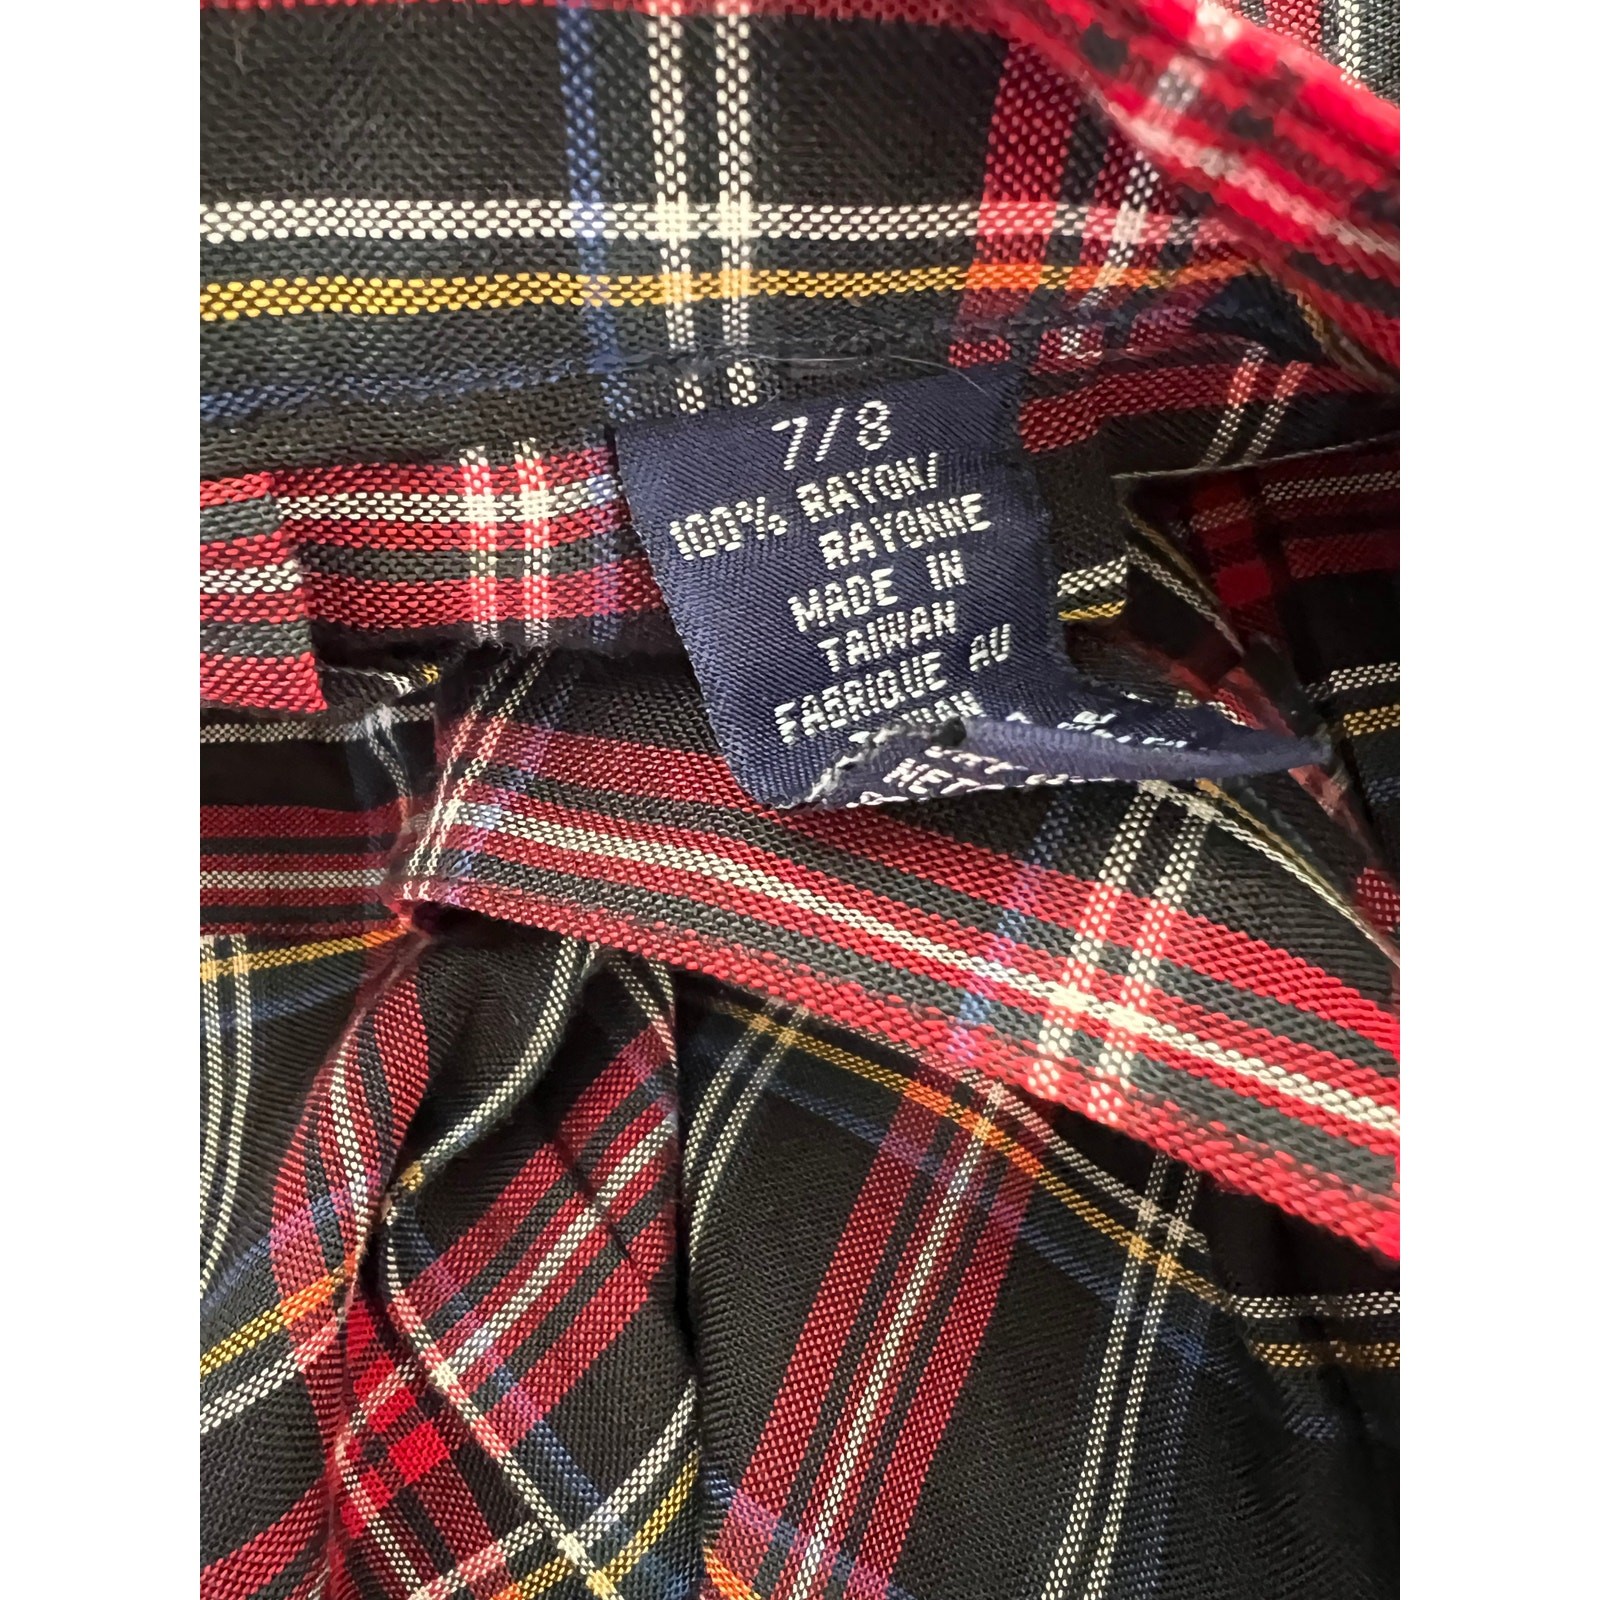 7/8
100% RAYON/
RAYONNE
MADE IN
TAIWAN
FABRIQUE AU